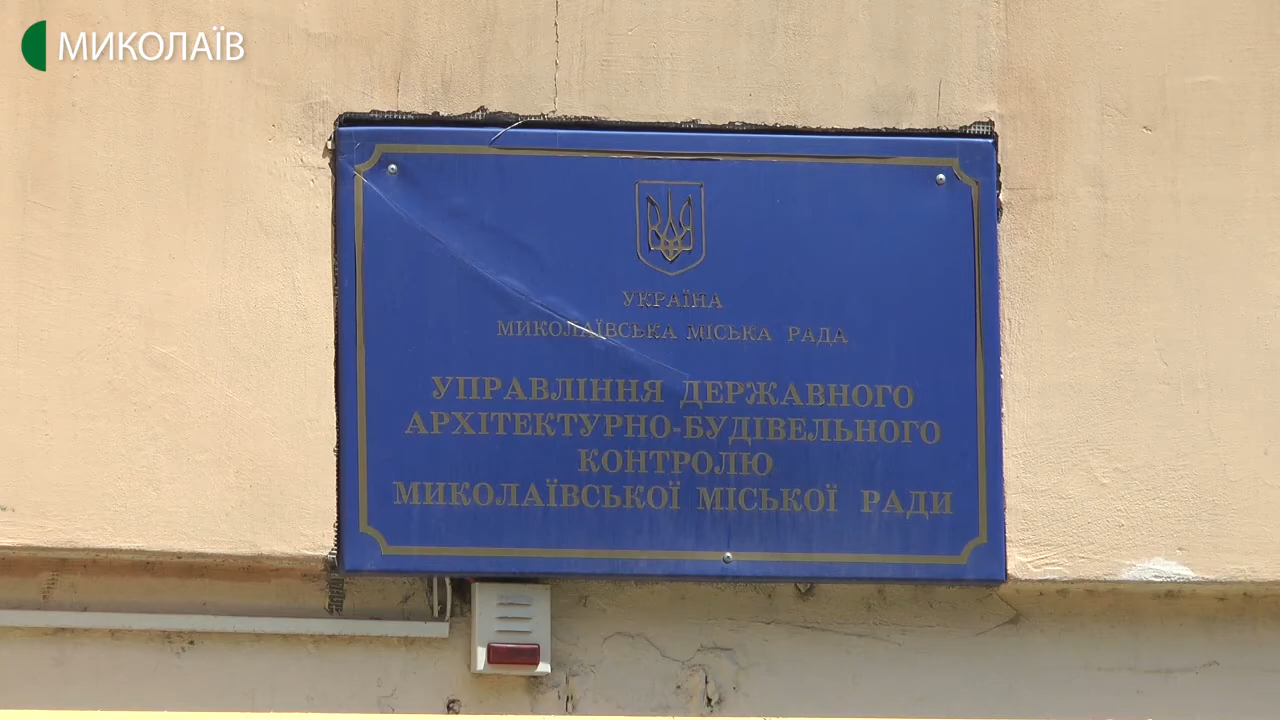 МИКОЛАЇВ
УКРАЇНА
МИКОЛАЇВСЬКА МІСЬКА РАДА
УПРАВЛІННЯ ДЕРЖАВНОГО
АРХІТЕКТУРНО-БУДІВЕЛЬНОГО
КОНТРОЛЮ
МИКОЛАЇВСЬКОЇ МІСЬКОЇ РАДИ